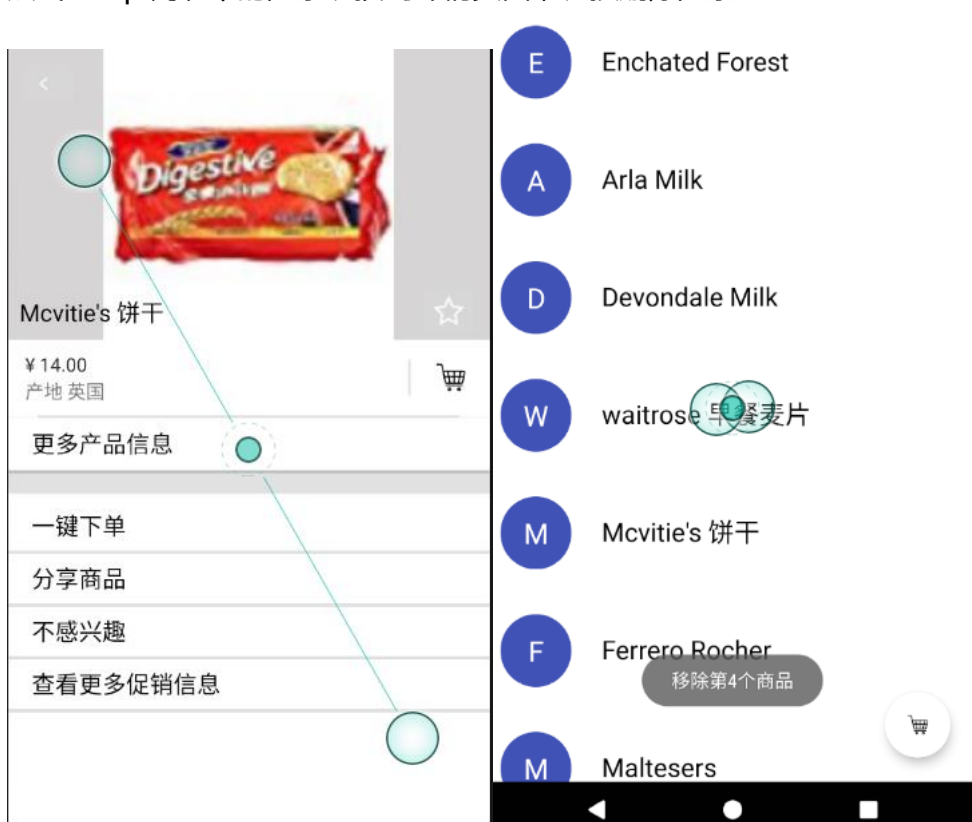 Mcvitie's 饼干
¥ 14.00
产地 英国
更多产品信息
一键下单
分享商品
不感兴趣
查看更多促销信息
Digestive
E
Enchated Forest
A
Arla Milk
D
Devondale Milk
W
waitrose 早餐麦片
M
Mcvitie's 饼干
F
Ferrero Rocher
移除第4个商品
M
Maltesers